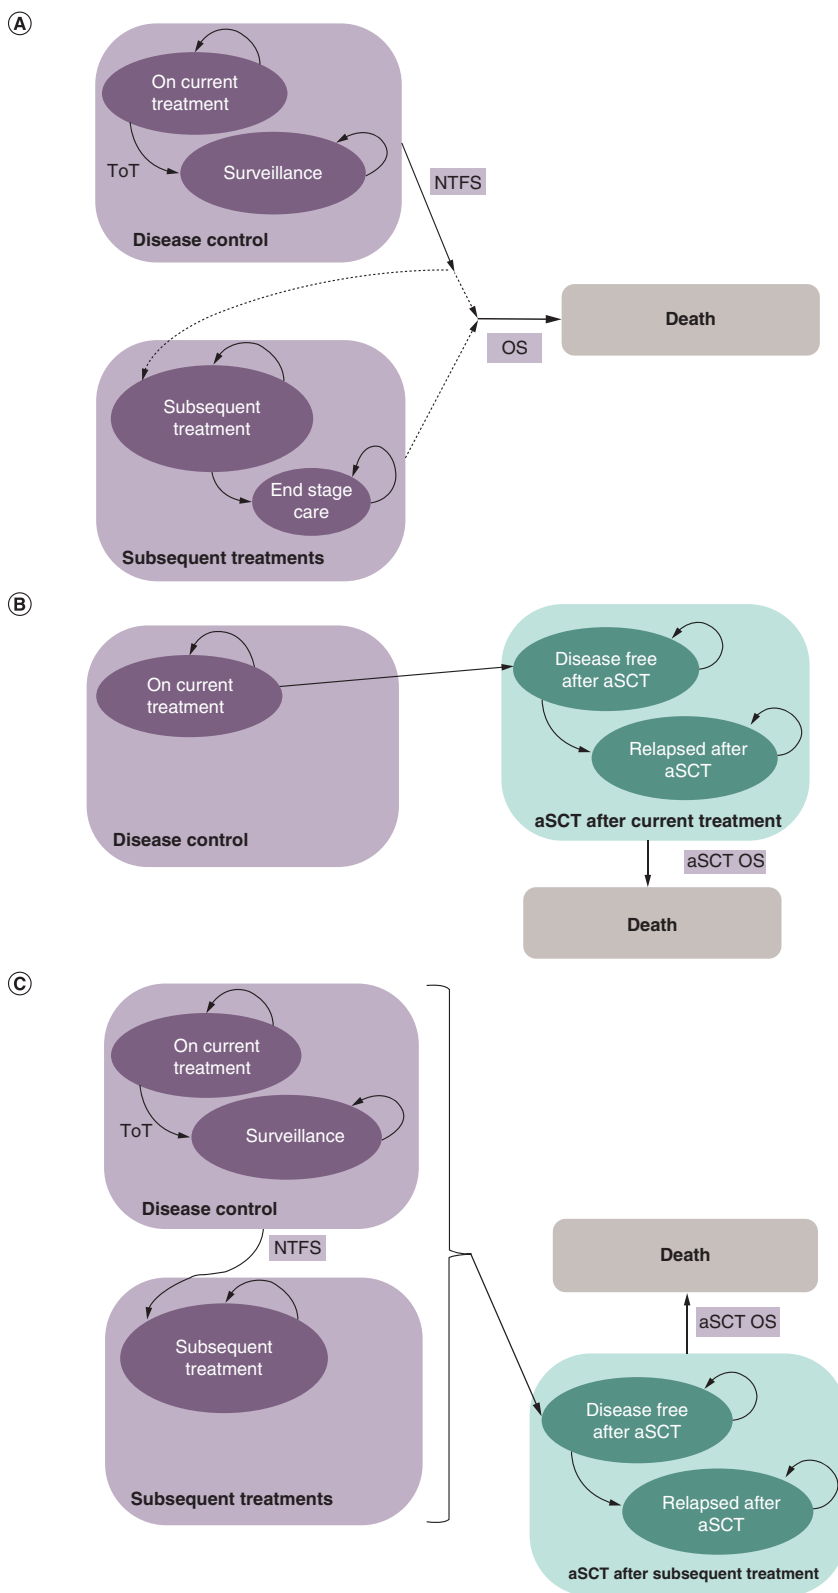 A
On current
treatment
ToT
Surveillance
Disease control
NTFS
Death
OS
Subsequent
treatment
End stage
care
Subsequent treatments
B
On current
treatment
Disease control
Disease free
after aSCT
Relapsed after
aSCT
aSCT after current treatment
aSCT OS
Death
C
On current
treatment
ToT
Surveillance
Disease control
NTFS
Subsequent
treatment
Subsequent treatments
Death
aSCT OS
Disease free
after aSCT
Relapsed after
aSCT
aSCT after subsequent treatment